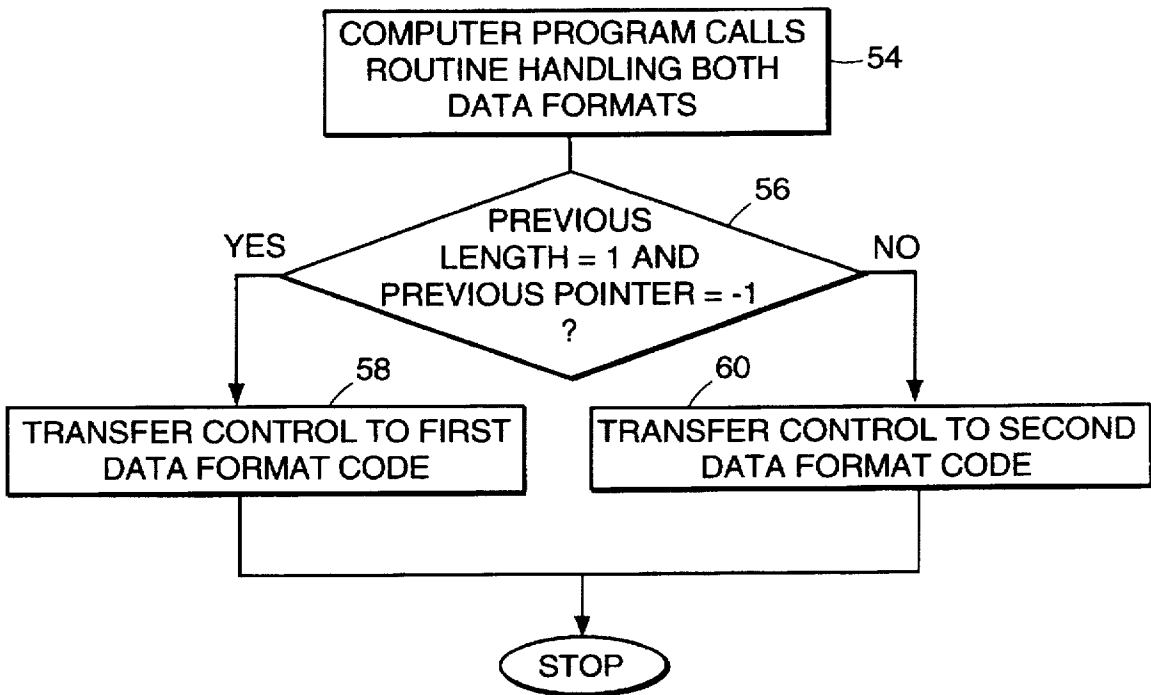 COMPUTER PROGRAM CALLS
ROUTINE HANDLING BOTH
DATA FORMATS
54
56
PREVIOUS
LENGTH = 1 AND
PREVIOUS POINTER = -1
?
YES
NO
58
TRANSFER CONTROL TO FIRST
DATA FORMAT CODE
60
TRANSFER CONTROL TO SECOND
DATA FORMAT CODE
STOP